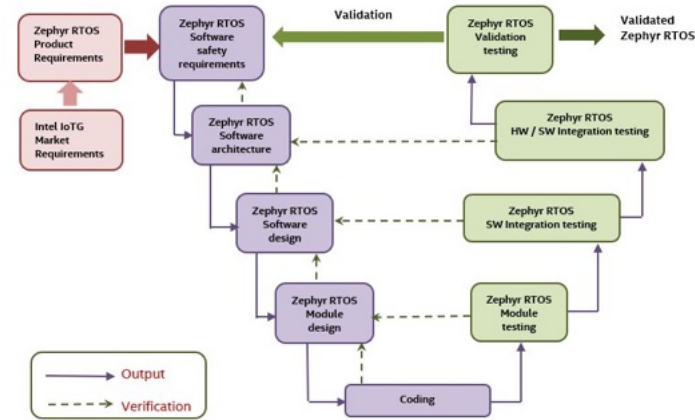 Zephyr RTOS
Product
Requirements
Intel IoTG
Market
Requirements
Zephyr RTOS
Software
safety
requirements
Validation
Zephyr RTOS
Validation
testing
Validated
Zephyr RTOS
Zephyr RTOS
Software
architecture
Zephyr RTOS
HW / SW Integration testing
Zephyr RTOS
Software
design
Zephyr RTOS
SW Integration testing
Zephyr RTOS
Module
design
Zephyr RTOS
Module
testing
Coding
Output
Verification